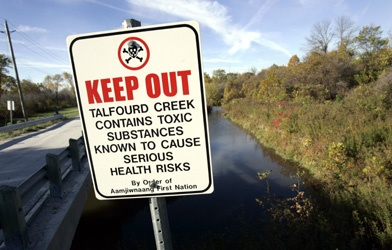 KEEP OUT
TALFOURD CREEK
CONTAINS TOXIC
SUBSTANCES
KNOWN TO CAUSE
SERIOUS
HEALTH RISKS
By Order of
Aamjiwnaang First Nation